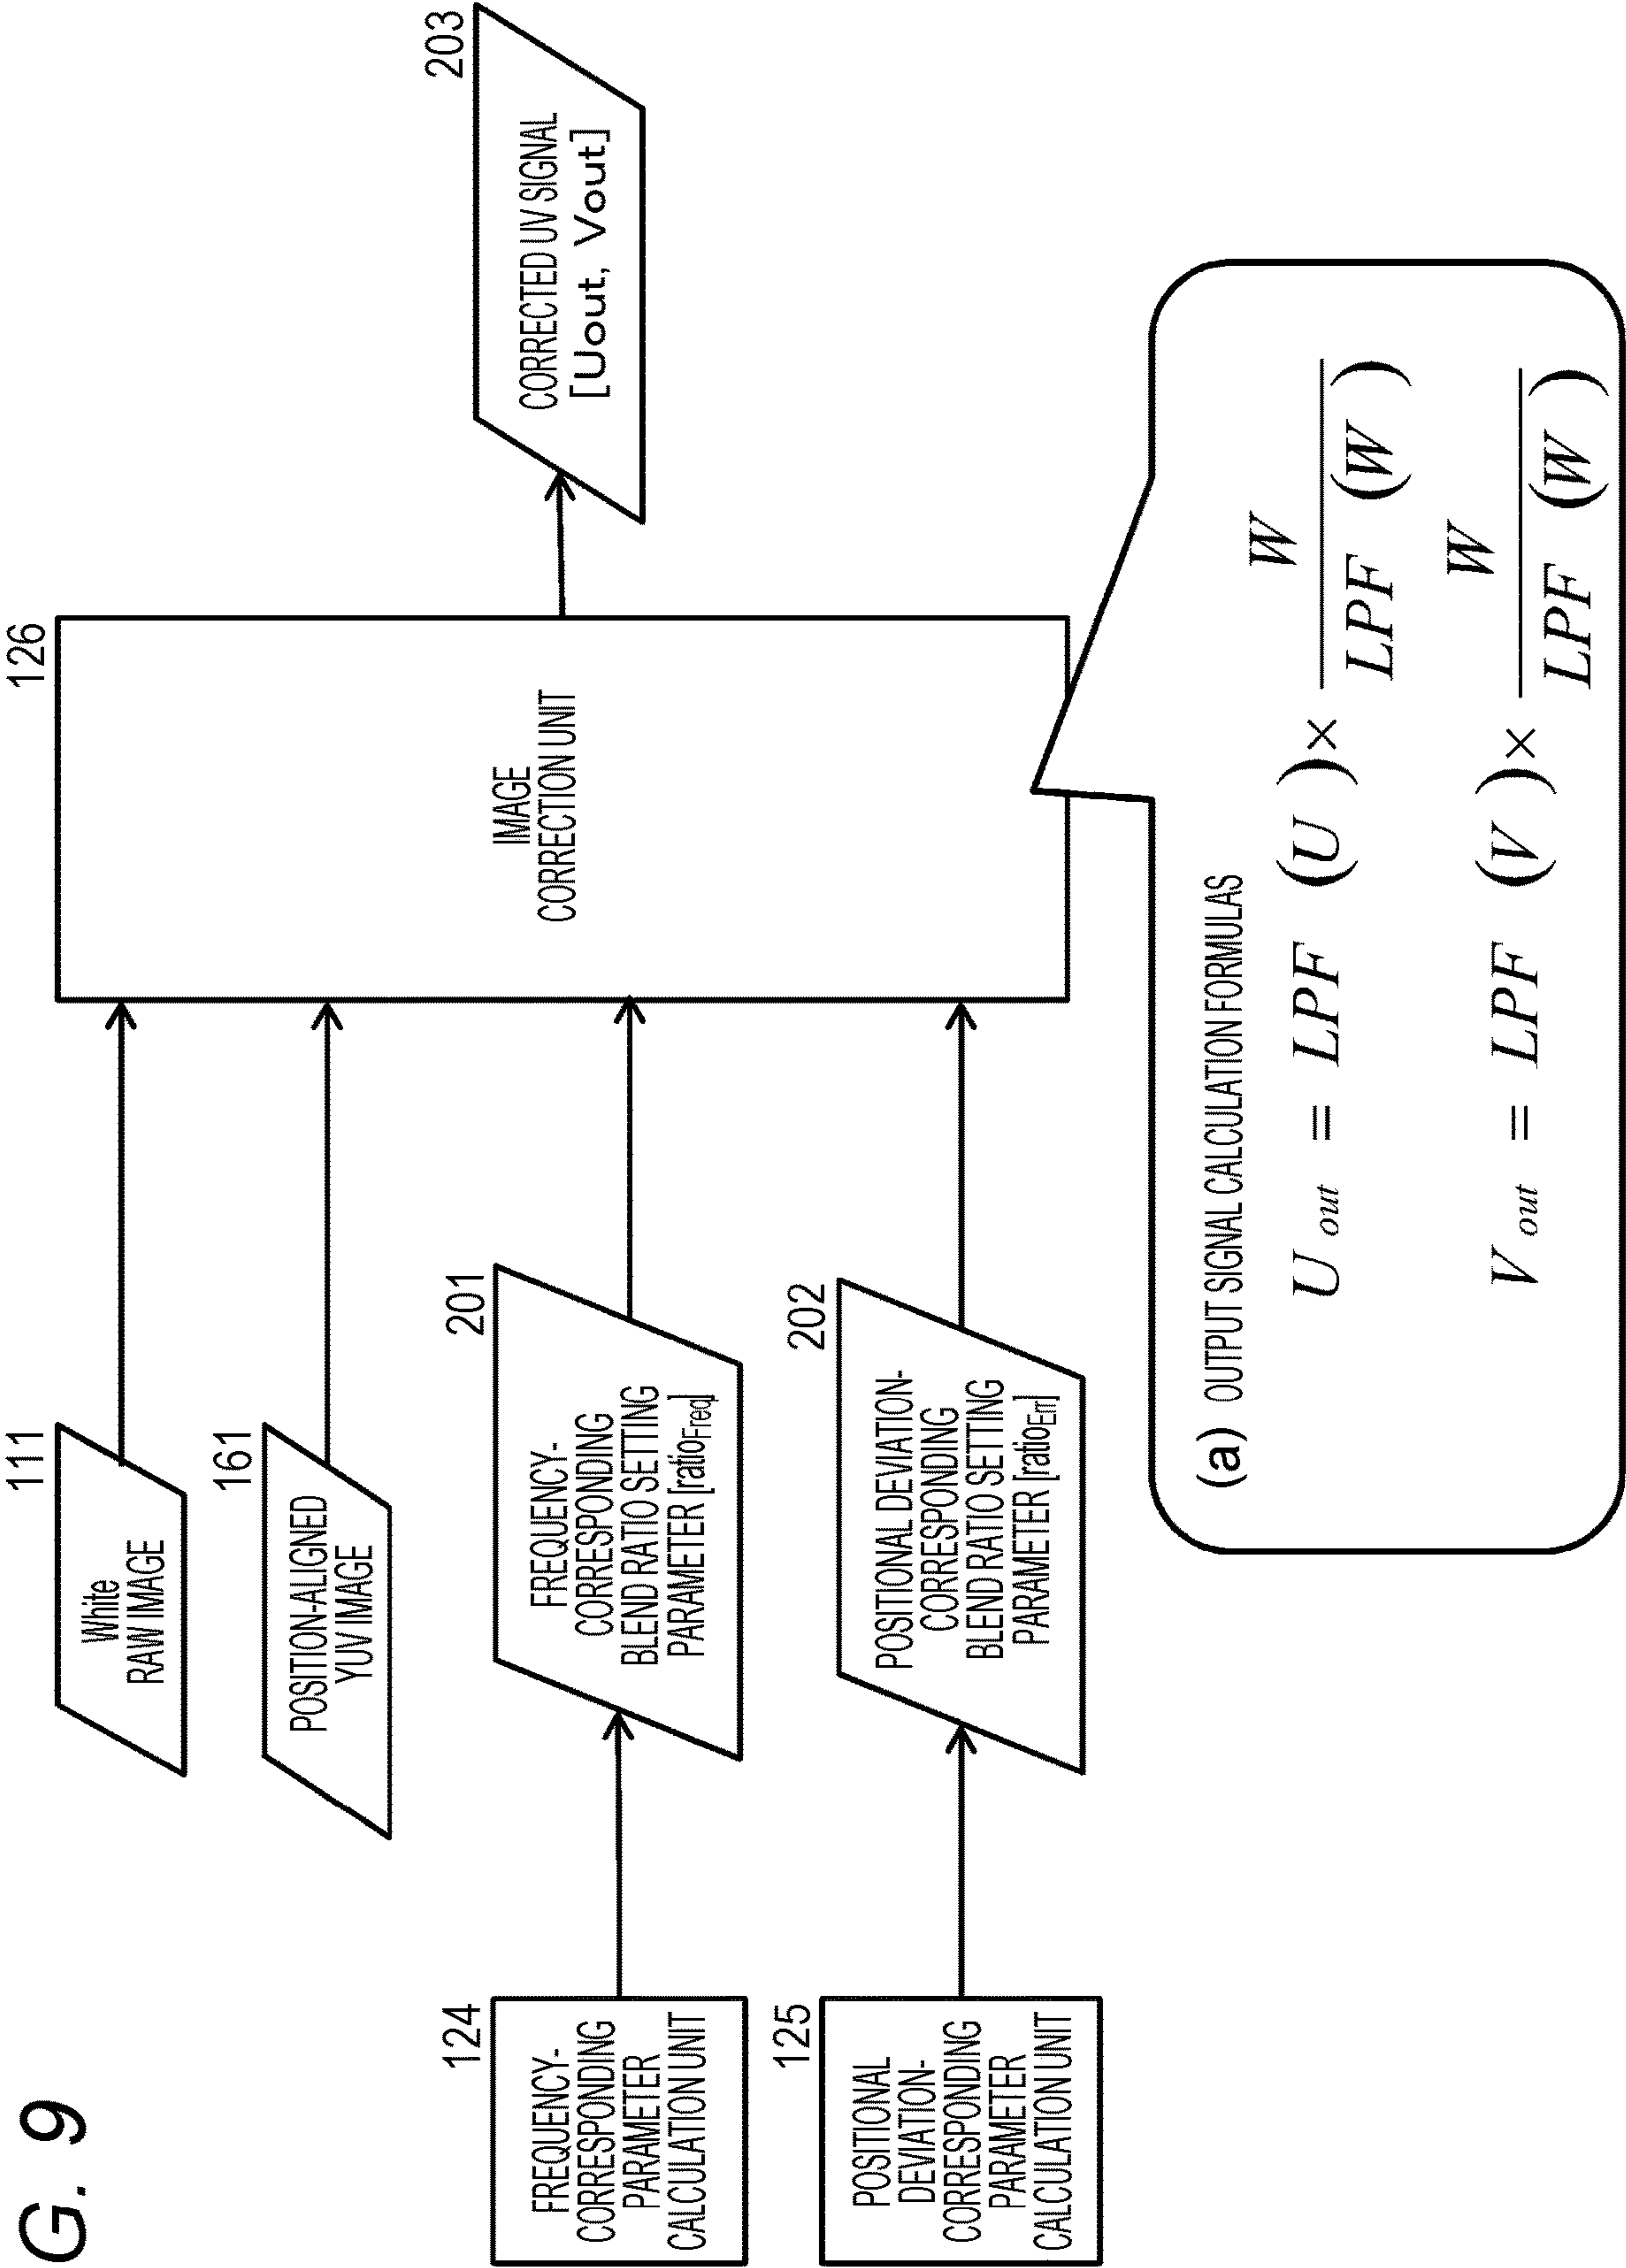 G. 9
111
White
RAW IMAGE
161
POSITION-ALIGNED
YUV IMAGE
124
FREQUENCY-
CORRESPONDING
PARAMETER
CALCULATION UNIT
201
FREQUENCY-
CORRESPONDING
BLEND RATIO SETTING
PARAMETER [ratioFreq]
125
POSITIONAL
DEVIATION-
CORRESPONDING
PARAMETER
CALCULATION UNIT
202
POSITIONAL DEVIATION-
CORRESPONDING
BLEND RATIO SETTING
PARAMETER [ratioErr]
126
IMAGE
CORRECTION UNIT
203
CORRECTED UV SIGNAL
[Uout, Vout]
(a) OUTPUT SIGNAL CALCULATION FORMULAS
W
U out = LPF (U) ×
LPF (W)
W
V out = LPF (V) ×
LPF (W)